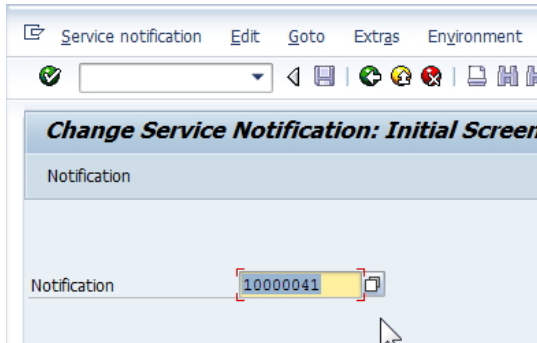 Service notification Edit Goto Extras Environment
Change Service Notification: Initial Screen
Notification
Notification 10000041